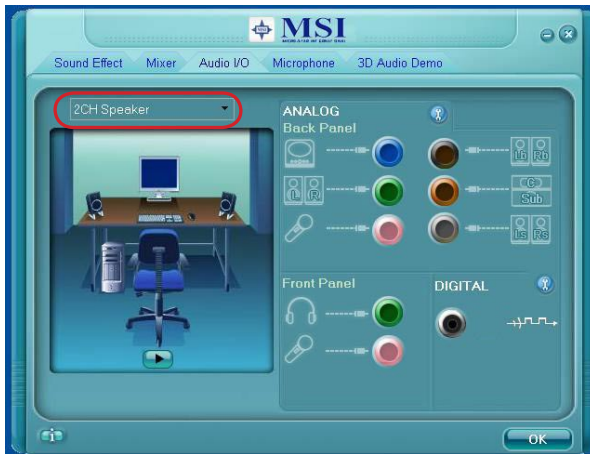 MSI
Sound Effect Mixer Audio I/O Microphone 3D Audio Demo
2CH Speaker
ANALOG
Back Panel
Lb Rb
L R
C
Sub
Ls Rs
Front Panel
DIGITAL
OK